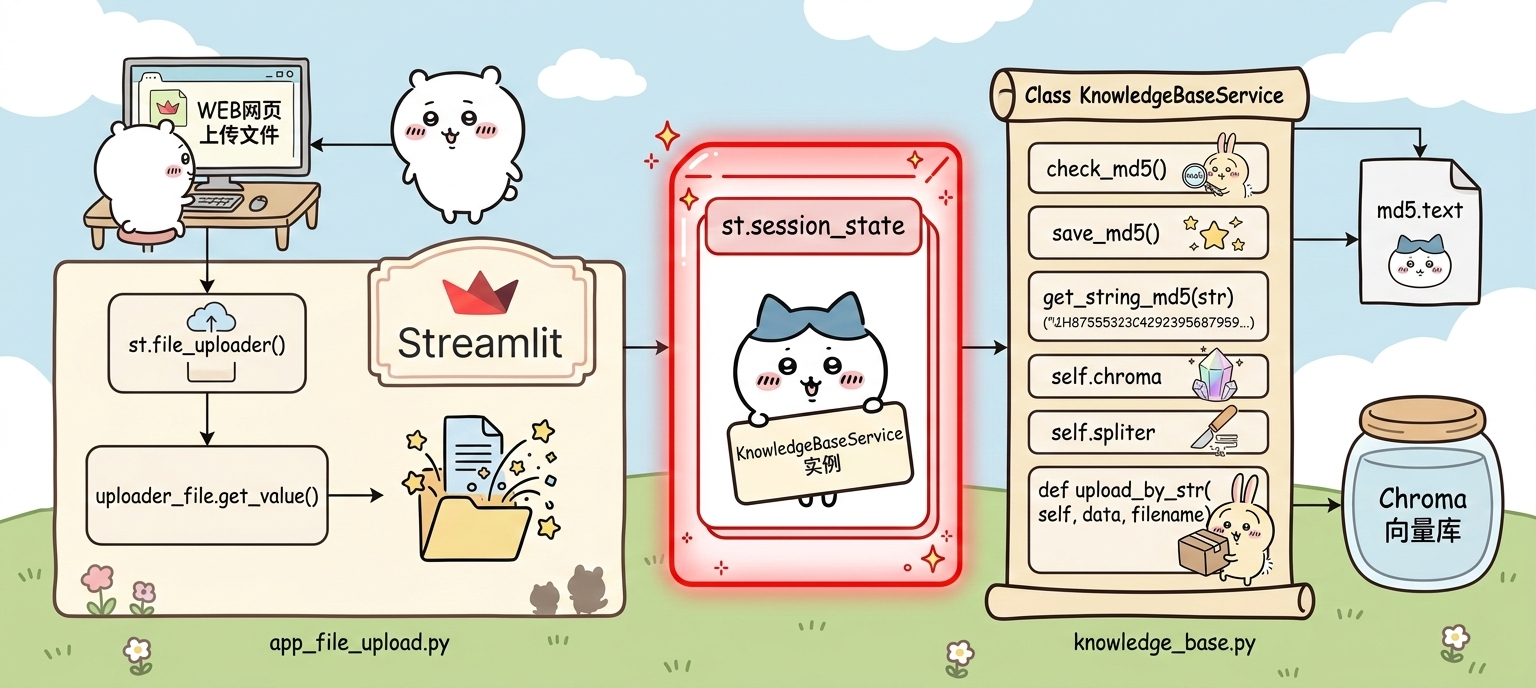 WEB网页
上传文件
st.file_uploader()
Streamlit
uploader_file.get_value()
app_file_upload.py
st.session_state
KnowledgeBaseService
实例
Class KnowledgeBaseService
check_md5()
save_md5()
get_string_md5(str)
self.chroma
self.spliter
def upload_by_str(
self, data, filename)
knowledge_base.py
md5.text
Chroma
向量库